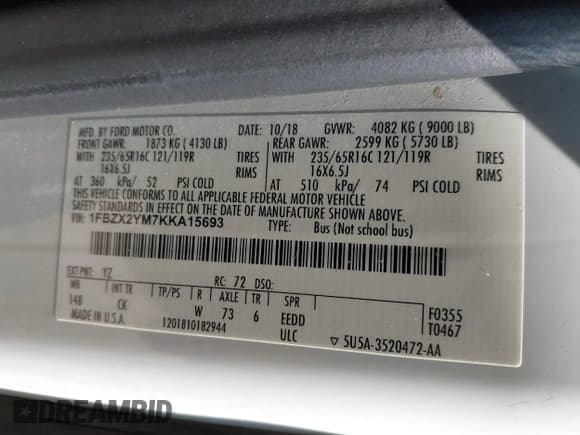 MFD. BY FORD MOTOR CO. 10/18 GVWR: 4082 KG ( 9000 LB)
FRONT GAWR: 1873 KG ( 4130 LB) REAR GAWR: 2599 KG ( 5730 LB)
WITH 235/65R16C 121/119R TIRES WITH 235/65R16C 121/119R TIRES
16X6.5J RIMS 16X6.5J RIMS
AT 360 kPa/ 52 PSI COLD AT 510 kPa/ 74 PSI COLD
THIS VEHICLE CONFORMS TO ALL APPLICABLE FEDERAL MOTOR VEHICLE
SAFETY STANDARDS IN EFFECT ON THE DATE OF MANUFACTURE SHOWN ABOVE.
VIN: 1FBZX2YM7KKA15693 TYPE: Bus (Not school Bus)
EXT PNT: YZ RC: 72 DSO:
WB INT TR TP/PS R AXLE TR SPR
148 CK W 73 6 EEDD F0355
MADE IN U.S.A. 1201810182944 ULC T0467
▽ 5U5A-3520472-AA
DREAMBID